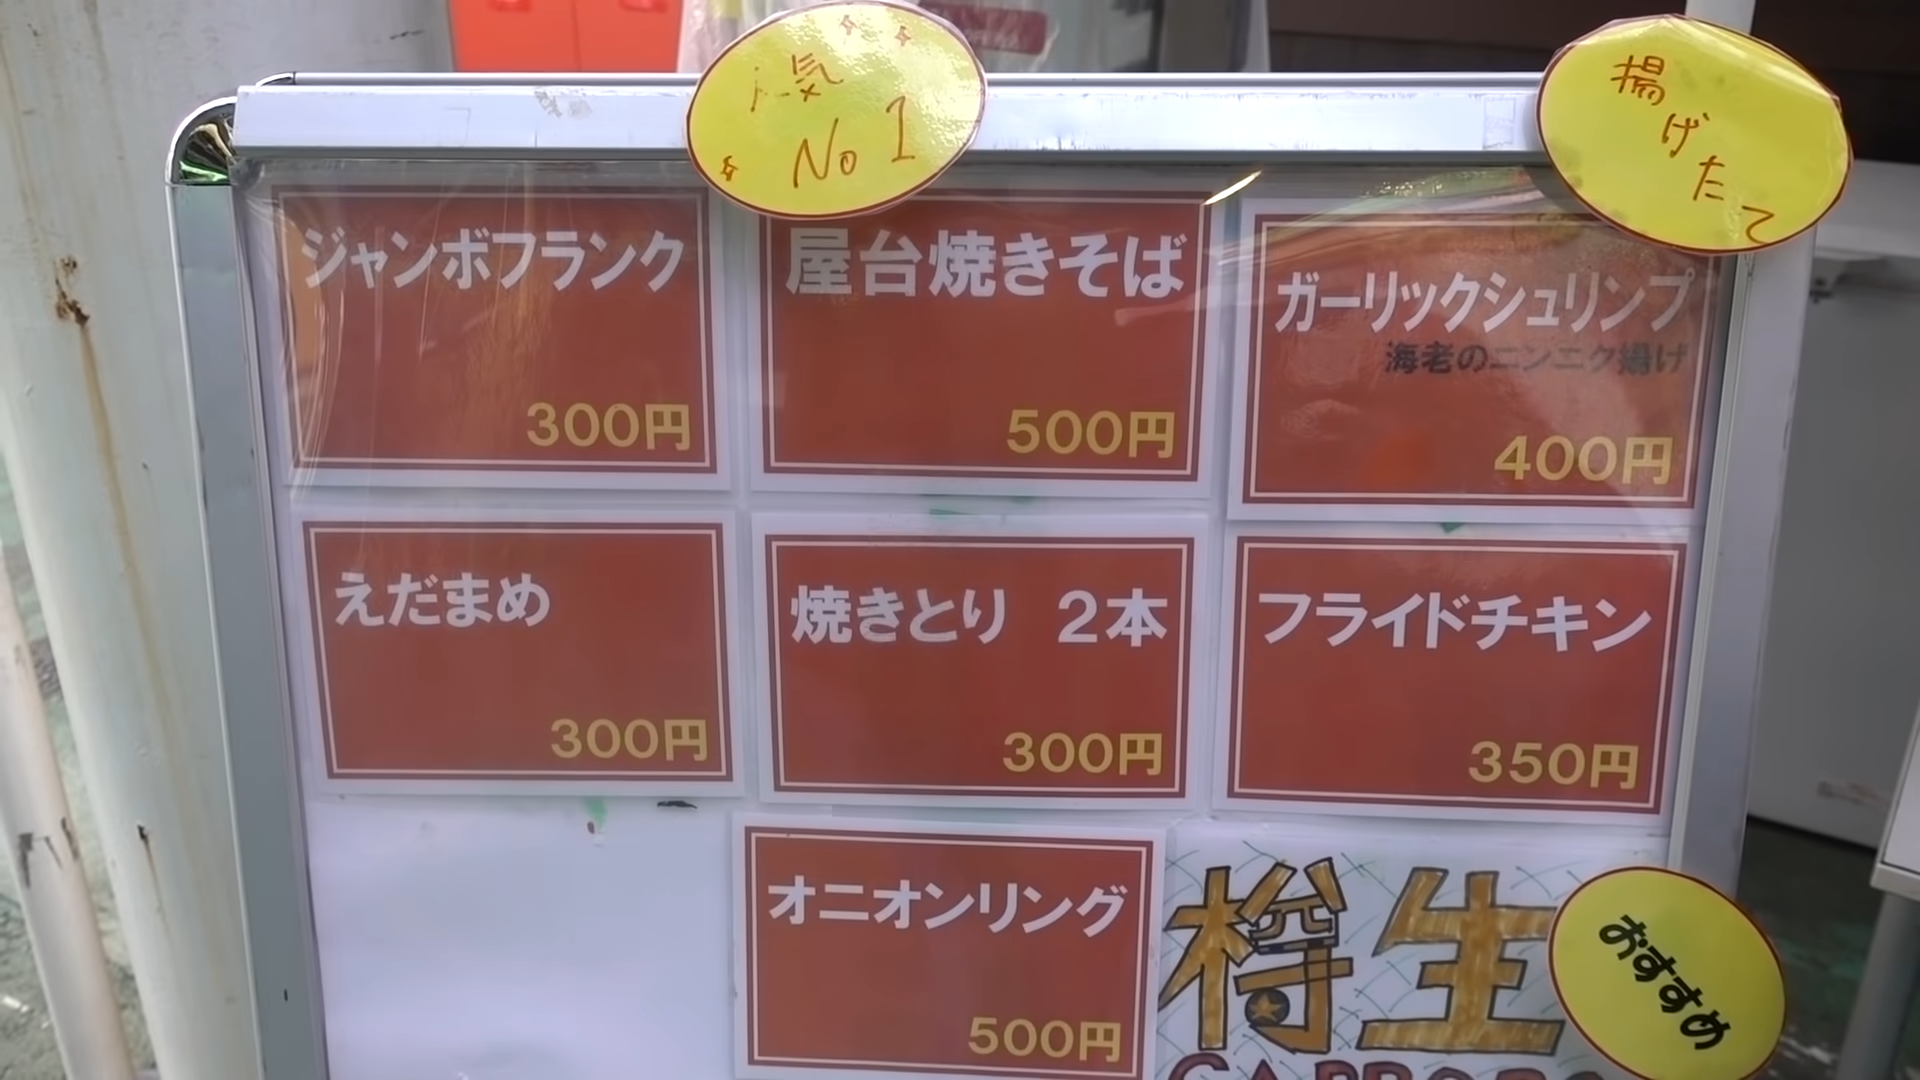 人気
No 1
揚げたて
ジャンボフランク
300円
屋台焼きそば
500円
ガーリックシュリンプ
海老のニンニク揚げ
400円
えだまめ
300円
焼きとり 2本
300円
フライドチキン
350円
オニオンリング
500円
樽生
おすすめ